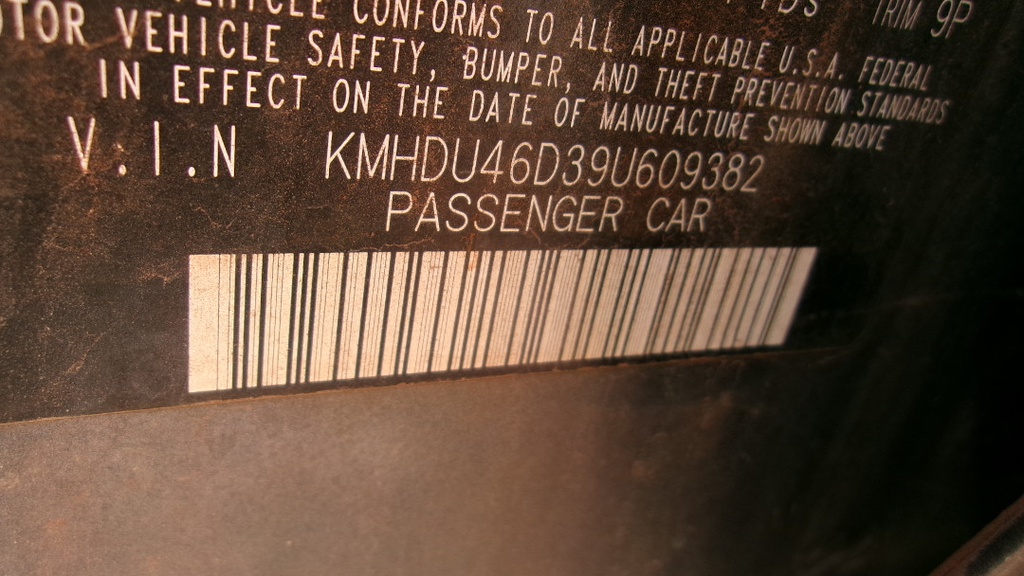 TRIM 9P
VEHICLE CONFORMS TO ALL APPLICABLE U.S.A. FEDERAL
MOTOR VEHICLE SAFETY, BUMPER, AND THEFT PREVENTION STANDARDS
IN EFFECT ON THE DATE OF MANUFACTURE SHOWN ABOVE
V.I.N KMHDU46D39U609382
PASSENGER CAR